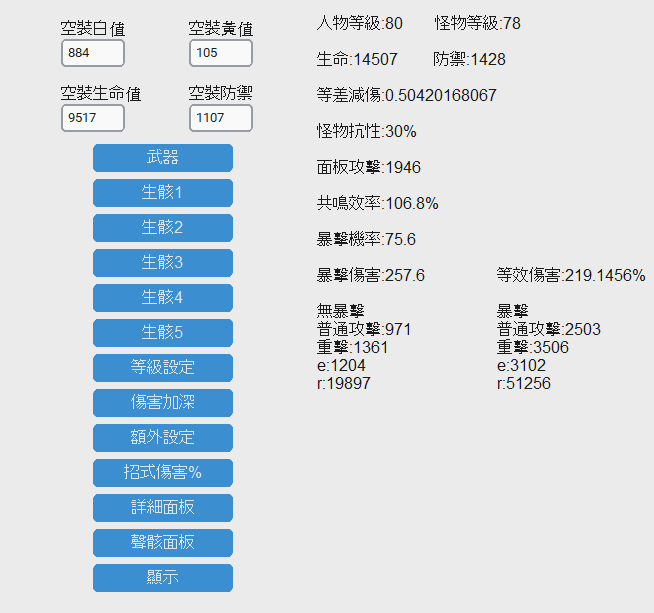 空裝白值 空裝黃值
884 105
空裝生命值 空裝防禦
9517 1107
武器
生骸1
生骸2
生骸3
生骸4
生骸5
等級設定
傷害加深
額外設定
招式傷害%
詳細面板
聲骸面板
顯示
人物等級:80 怪物等級:78
生命:14507 防禦:1428
等差減傷:0.50420168067
怪物抗性:30%
面板攻擊:1946
共鳴效率:106.8%
暴擊機率:75.6
暴擊傷害:257.6 等效傷害:219.1456%
無暴擊 暴擊
普通攻擊:971 普通攻擊:2503
重擊:1361 重擊:3506
e:1204 e:3102
r:19897 r:51256